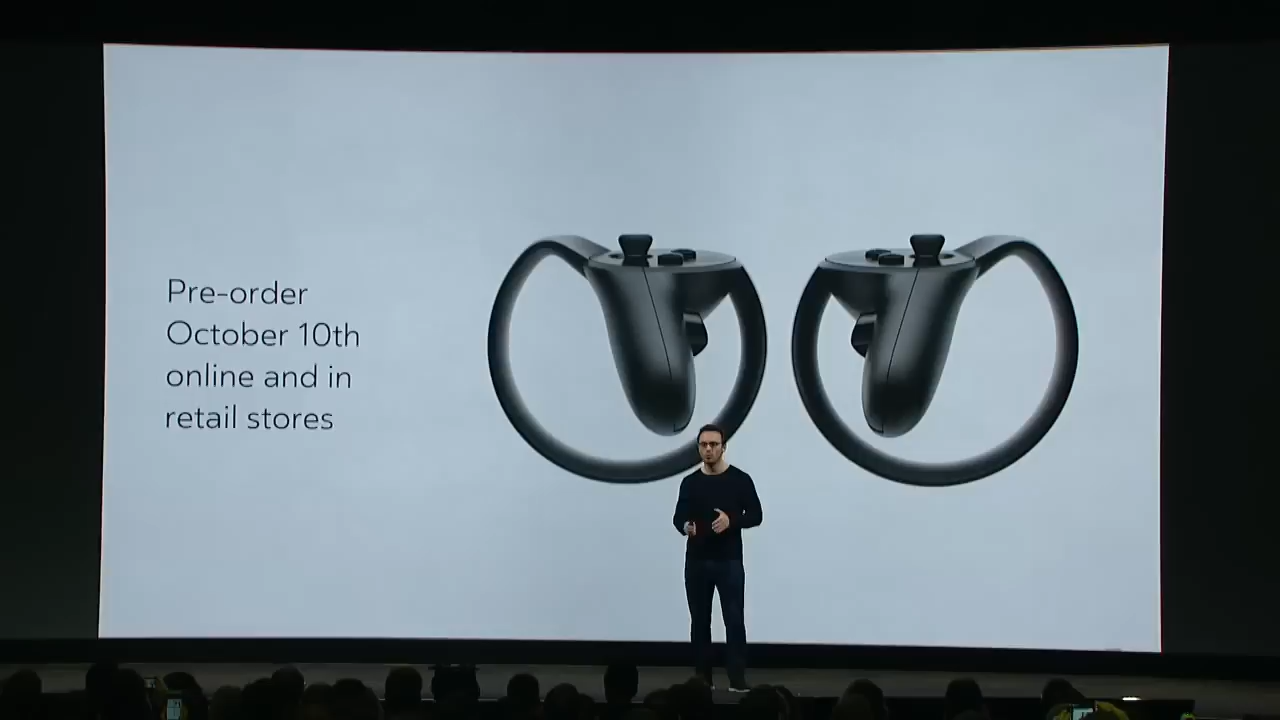 Pre-order
October 10th
online and in
retail stores